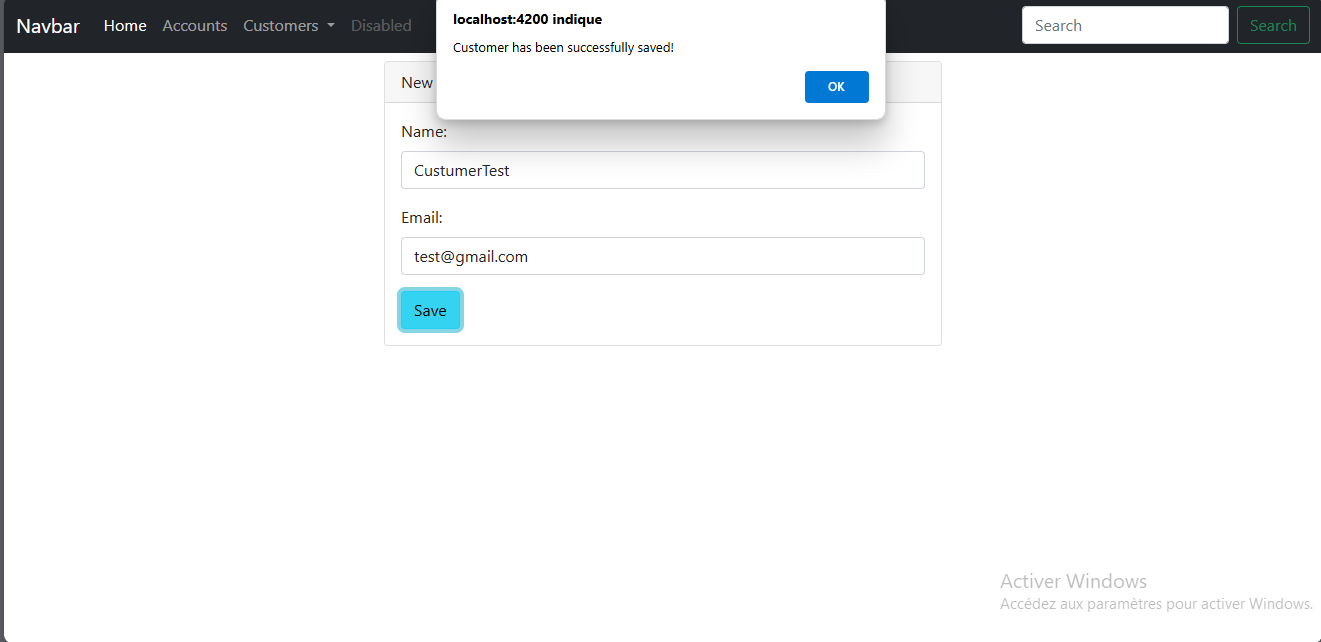 Navbar Home Accounts Customers Disabled Search Search
localhost:4200 indique
Customer has been successfully saved!
OK
New
Name:
CustumerTest
Email:
test@gmail.com
Save
Activer Windows
Accédez aux paramètres pour activer Windows.